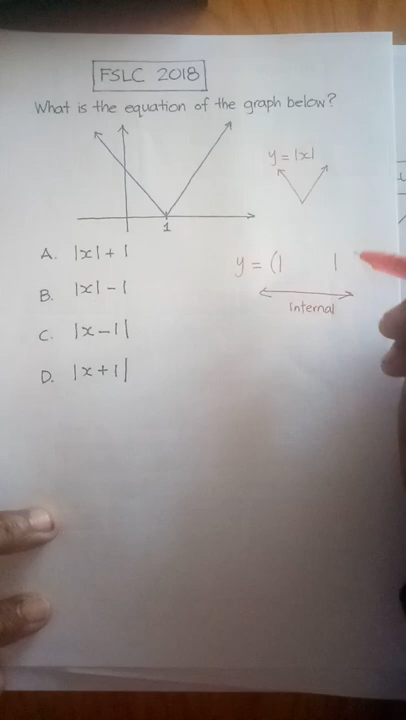 FSLC 2018
What is the equation of the graph below?
y = |x|
1
A. |x| + 1
y = (|     |
B. |x| - 1
Internal
C. |x-1|
D. |x+1|